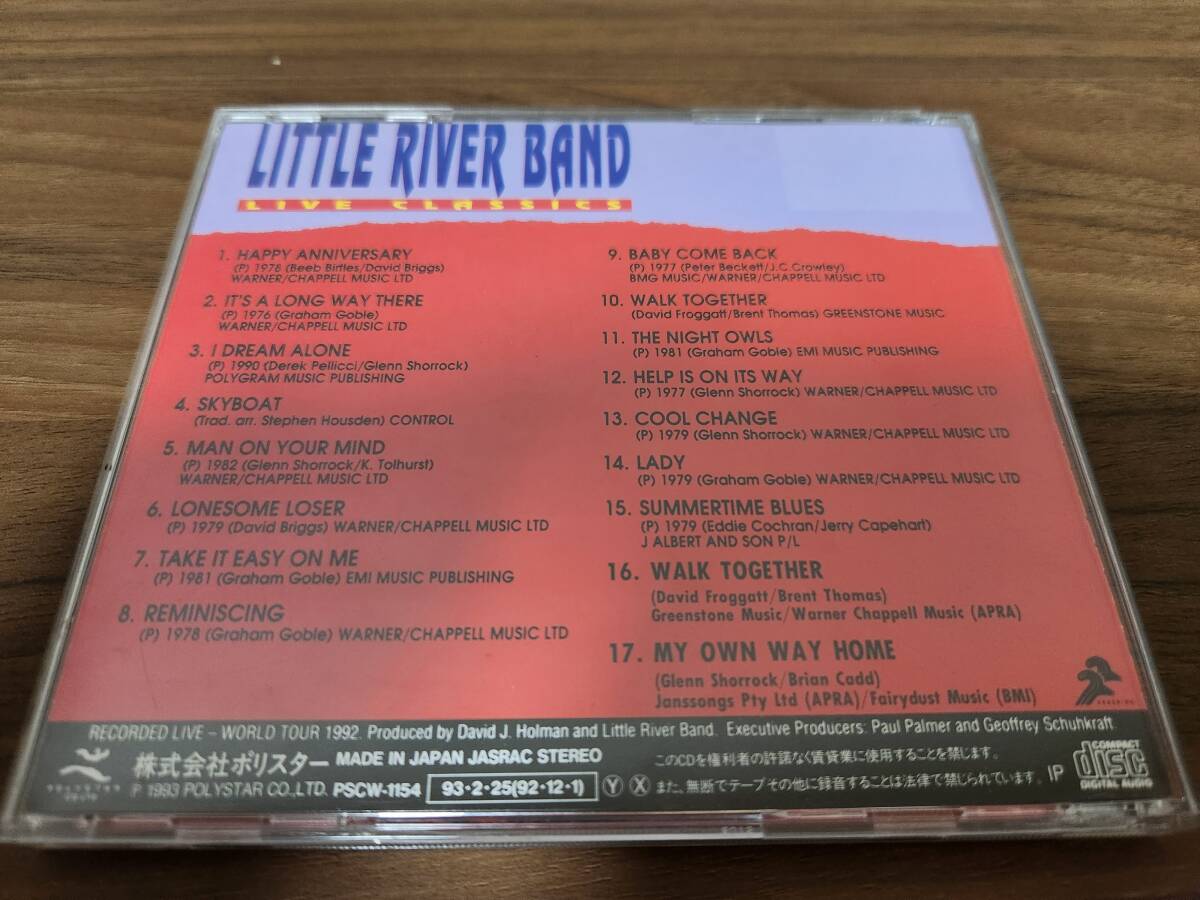 LITTLE RIVER BAND
LIVE CLASSICS
1. HAPPY ANNIVERSARY
(P) 1978 (Beeb Birtles/David Briggs)
WARNER/CHAPPELL MUSIC LTD
2. IT'S A LONG WAY THERE
(P) 1976 (Graham Goble)
WARNER/CHAPPELL MUSIC LTD
3. I DREAM ALONE
(P) 1990 (Derek Pellicci/Glenn Shorrock)
POLYGRAM MUSIC PUBLISHING
4. SKYBOAT
(Trad. arr. Stephen Housden) CONTROL
5. MAN ON YOUR MIND
(P) 1982 (Glenn Shorrock/K. Tolhurst)
WARNER/CHAPPELL MUSIC LTD
6. LONESOME LOSER
(P) 1979 (David Briggs) WARNER/CHAPPELL MUSIC LTD
7. TAKE IT EASY ON ME
(P) 1981 (Graham Goble) EMI MUSIC PUBLISHING
8. REMINISCING
(P) 1978 (Graham Goble) WARNER/CHAPPELL MUSIC LTD
9. BABY COME BACK
(P) 1977 (Peter Beckett/J.C.Crowley)
BMG MUSIC/WARNER/CHAPPELL MUSIC LTD
10. WALK TOGETHER
(David Froggatt/Brent Thomas) GREENSTONE MUSIC
11. THE NIGHT OWLS
(P) 1981 (Graham Goble) EMI MUSIC PUBLISHING
12. HELP IS ON ITS WAY
(P) 1977 (Glenn Shorrock) WARNER/CHAPPELL MUSIC LTD
13. COOL CHANGE
(P) 1979 (Glenn Shorrock) WARNER/CHAPPELL MUSIC LTD
14. LADY
(P) 1979 (Graham Goble) WARNER/CHAPPELL MUSIC LTD
15. SUMMERTIME BLUES
(P) 1979 (Eddie Cochran/Jerry Capehart)
J ALBERT AND SON P/L
16. WALK TOGETHER
(David Froggatt/Brent Thomas)
Greenstone Music/Warner Chappell Music (APRA)
17. MY OWN WAY HOME
(Glenn Shorrock/Brian Cadd)
Janssongs Pty Ltd (APRA)/Fairydust Music (BMI)
RECORDED LIVE – WORLD TOUR 1992. Produced by David J. Holman and Little River Band. Executive Producers: Paul Palmer and Geoffrey Schuhkraft.
株式会社ポリスター MADE IN JAPAN JASRAC STEREO
P 1993 POLYSTAR CO.,LTD. PSCW-1154 93·2·25(92·12·1) Y X
このCDを権利者の許諾なく賃貸業に使用することを禁じます。
また、無断でテープその他に録音することは法律で禁じられています。 IP
COMPACT
disc
DIGITAL AUDIO